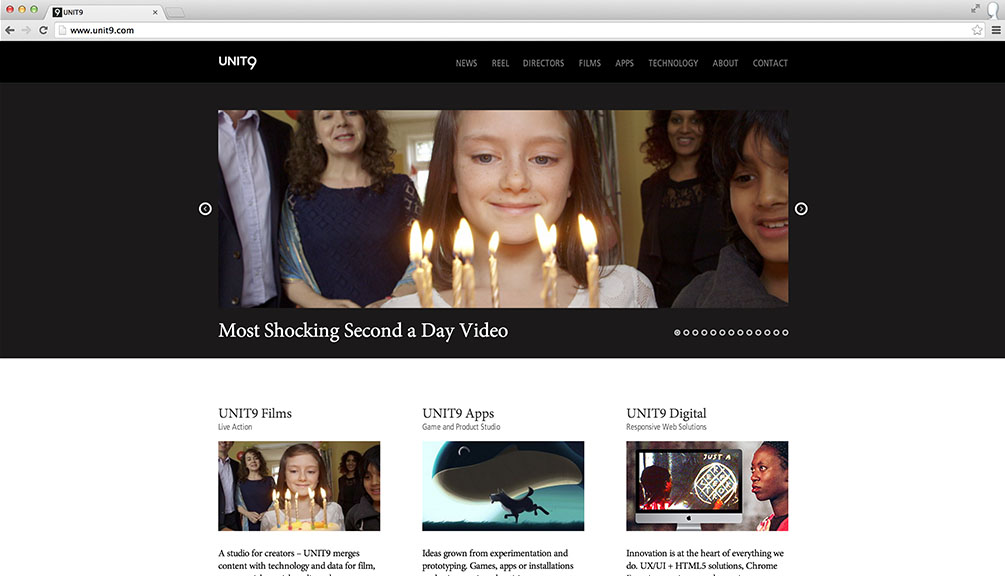 UNIT9
www.unit9.com
UNIT9
NEWS REEL DIRECTORS FILMS APPS TECHNOLOGY ABOUT CONTACT
Most Shocking Second a Day Video
UNIT9 Films
Live Action
UNIT9 Apps
Game and Product Studio
UNIT9 Digital
Responsive Web Solutions
JUST A
A studio for creators – UNIT9 merges
content with technology and data for film,
Ideas grown from experimentation and
prototyping. Games, apps or installations
Innovation is at the heart of everything we
do. UX/UI + HTML5 solutions, Chrome